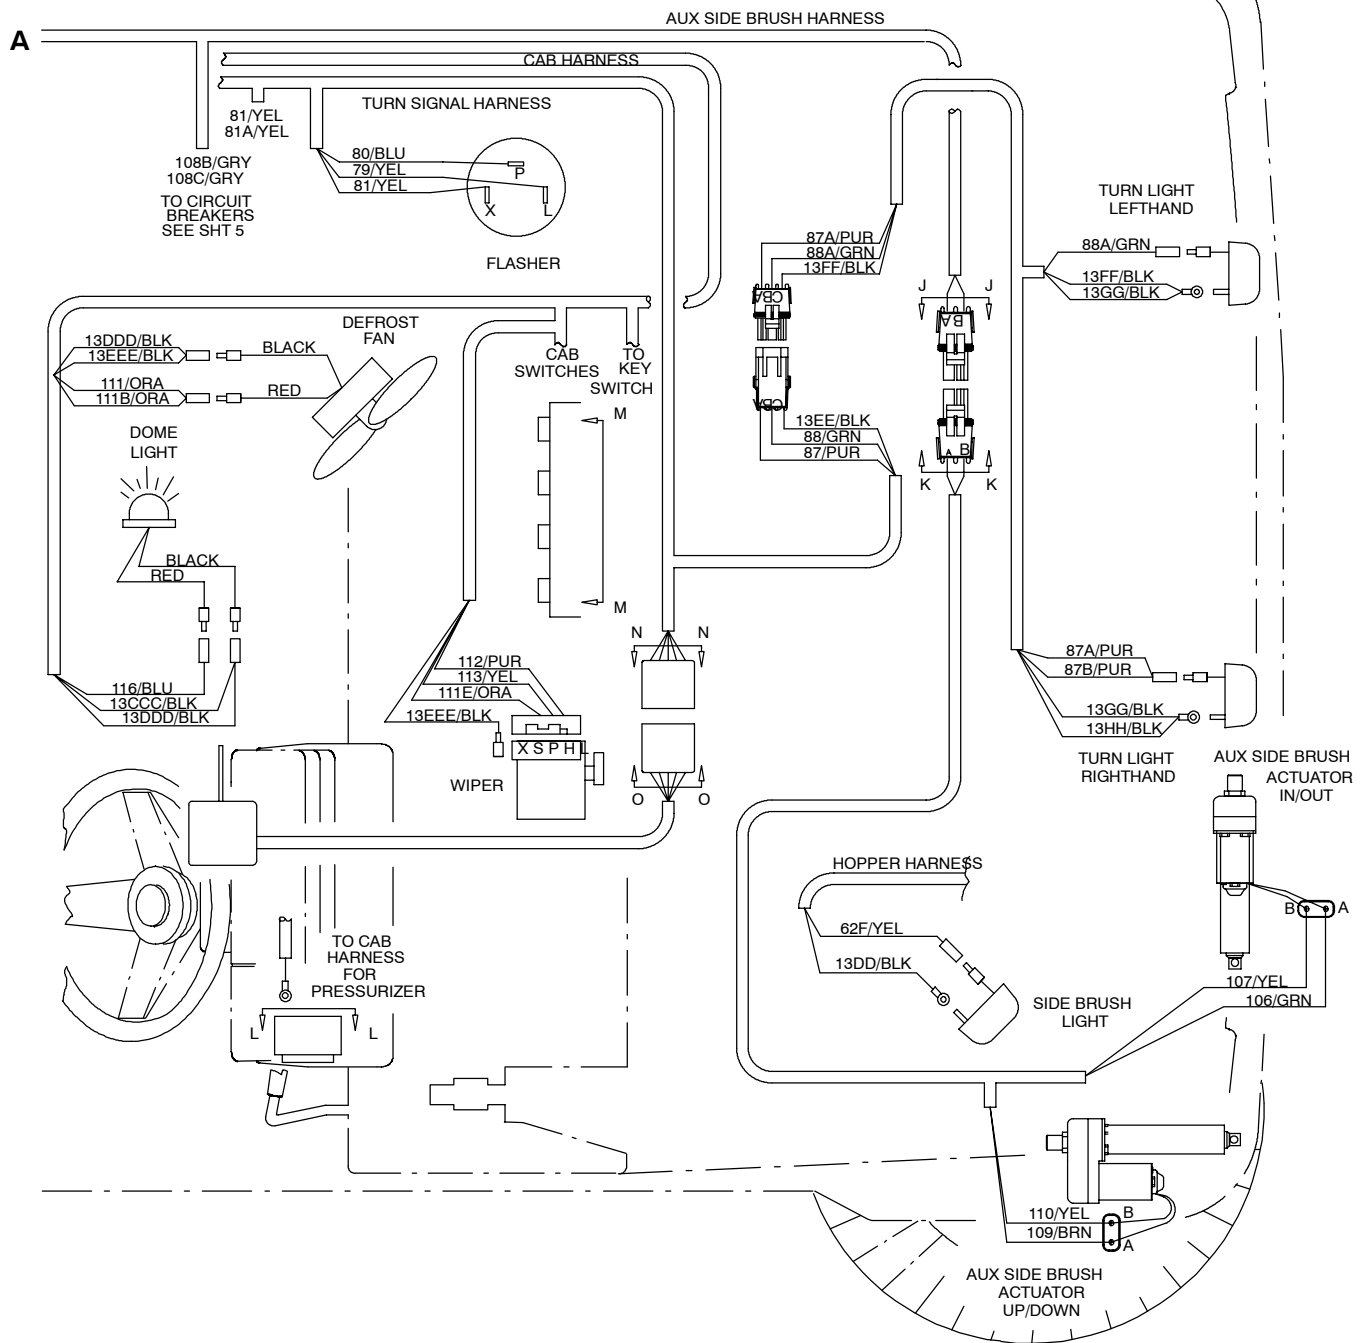 AUX SIDE BRUSH HARNESS
A
CAB HARNESS
TURN SIGNAL HARNESS
81/YEL
81A/YEL
108B/GRY
108C/GRY
TO CIRCUIT
BREAKERS
SEE SHT 5
80/BLU
79/YEL
81/YEL
P
X
L
FLASHER
TURN LIGHT
LEFTHAND
88A/GRN
13FF/BLK
13GG/BLK
87A/PUR
88A/GRN
13FF/BLK
CBA
CBA
13EE/BLK
88/GRN
87/PUR
J
J
BA
A B
K
K
DEFROST
FAN
13DDD/BLK
13EEE/BLK
111/ORA
111B/ORA
BLACK
RED
CAB
SWITCHES
TO
KEY
SWITCH
M
M
DOME
LIGHT
BLACK
RED
116/BLU
13CCC/BLK
13DDD/BLK
N
N
O
O
112/PUR
113/YEL
111E/ORA
13EEE/BLK
X S P H L
WIPER
87A/PUR
87B/PUR
13GG/BLK
13HH/BLK
TURN LIGHT
RIGHTHAND
AUX SIDE BRUSH
ACTUATOR
IN/OUT
B
A
107/YEL
106/GRN
HOPPER HARNESS
62F/YEL
13DD/BLK
SIDE BRUSH
LIGHT
TO CAB
HARNESS
FOR
PRESSURIZER
L
L
110/YEL
109/BRN
B
A
AUX SIDE BRUSH
ACTUATOR
UP/DOWN